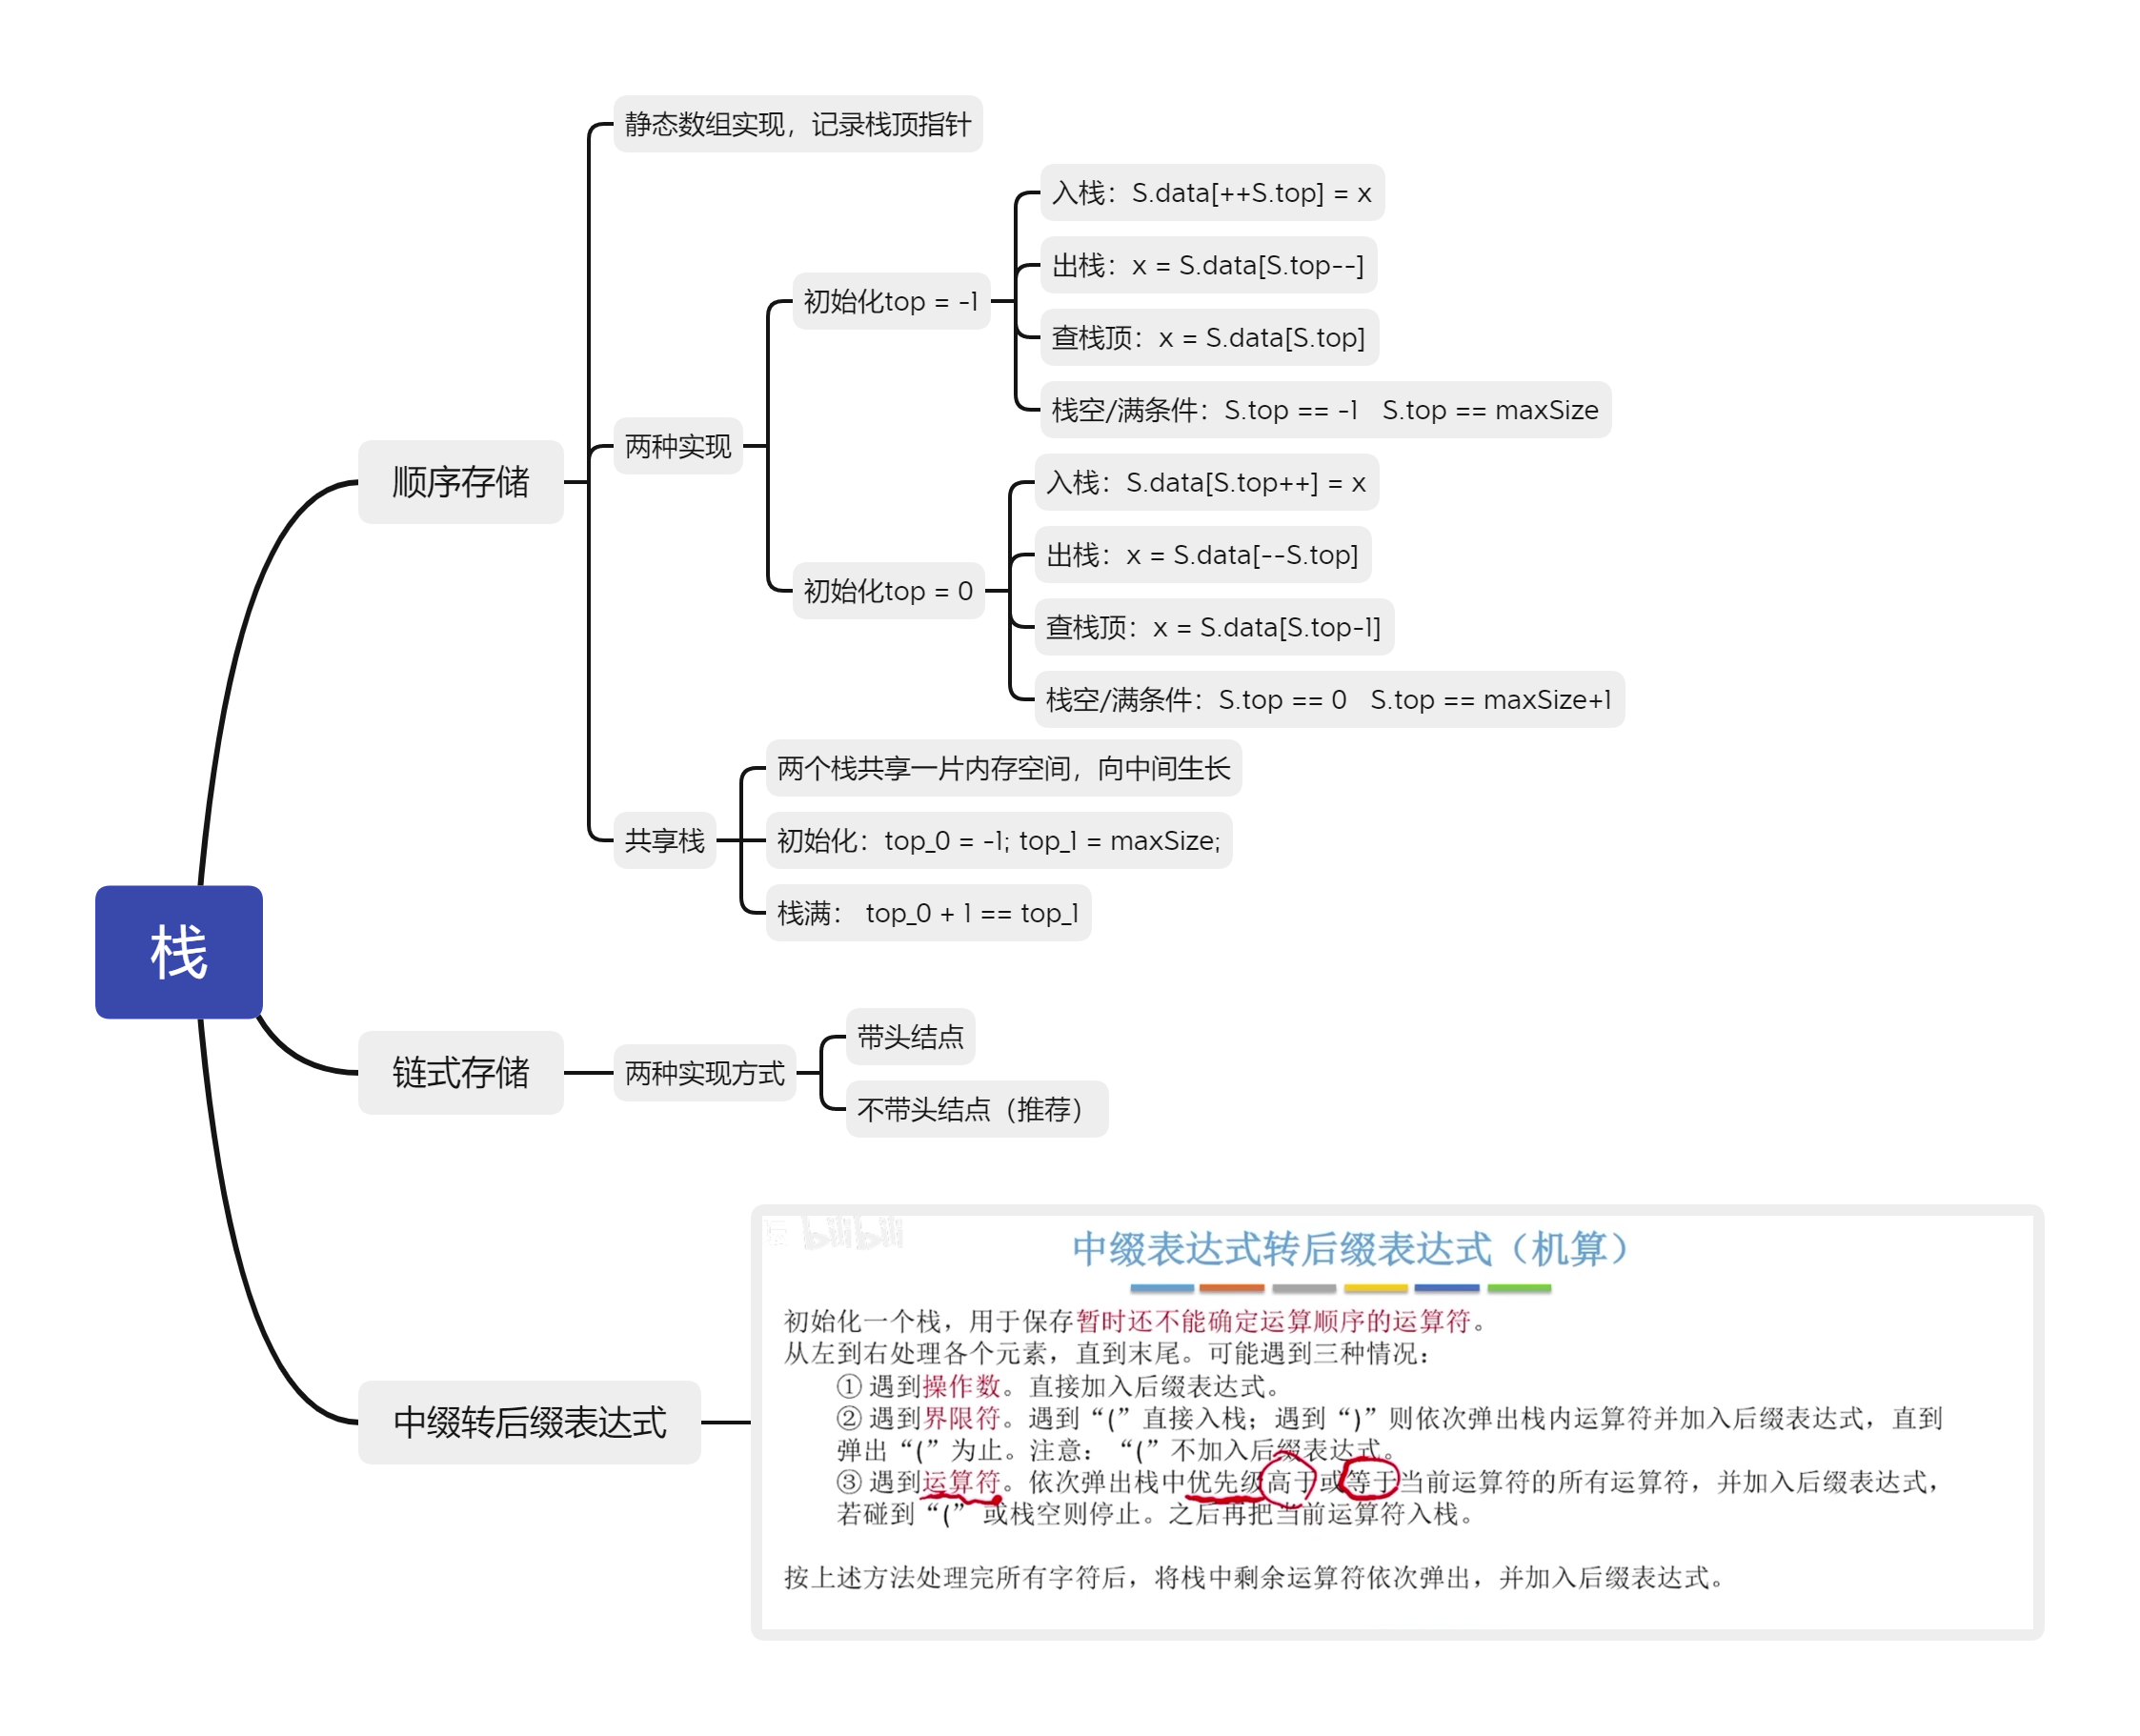 栈
顺序存储
静态数组实现，记录栈顶指针
两种实现
初始化top = -1
入栈：S.data[++S.top] = x
出栈：x = S.data[S.top--]
查栈顶：x = S.data[S.top]
栈空/满条件：S.top == -1   S.top == maxSize
初始化top = 0
入栈：S.data[S.top++] = x
出栈：x = S.data[--S.top]
查栈顶：x = S.data[S.top-1]
栈空/满条件：S.top == 0   S.top == maxSize+1
共享栈
两个栈共享一片内存空间，向中间生长
初始化：top_0 = -1; top_1 = maxSize;
栈满： top_0 + 1 == top_1
链式存储
两种实现方式
带头结点
不带头结点（推荐）
中缀转后缀表达式
bilibili
中缀表达式转后缀表达式（机算）
初始化一个栈，用于保存暂时还不能确定运算顺序的运算符。
从左到右处理各个元素，直到末尾。可能遇到三种情况：
① 遇到操作数。直接加入后缀表达式。
② 遇到界限符。遇到“(”直接入栈；遇到“)”则依次弹出栈内运算符并加入后缀表达式，直到
弹出“(”为止。注意：“(”不加入后缀表达式。
③ 遇到运算符。依次弹出栈中优先级高于或等于当前运算符的所有运算符，并加入后缀表达式，
若碰到“(” 或栈空则停止。之后再把当前运算符入栈。
按上述方法处理完所有字符后，将栈中剩余运算符依次弹出，并加入后缀表达式。